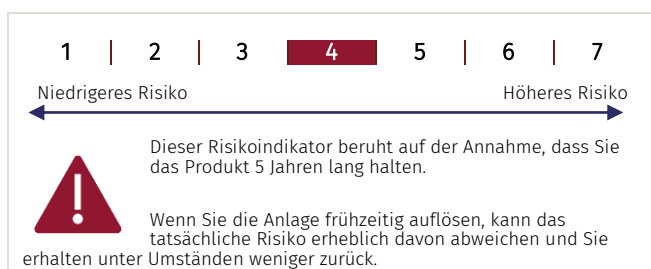 1 | 2 | 3 | 4 | 5 | 6 | 7
Niedrigeres Risiko Höheres Risiko
Dieser Risikoindikator beruht auf der Annahme, dass Sie
das Produkt 5 Jahren lang halten.
Wenn Sie die Anlage frühzeitig auflösen, kann das
tatsächliche Risiko erheblich davon abweichen und Sie
erhalten unter Umständen weniger zurück.